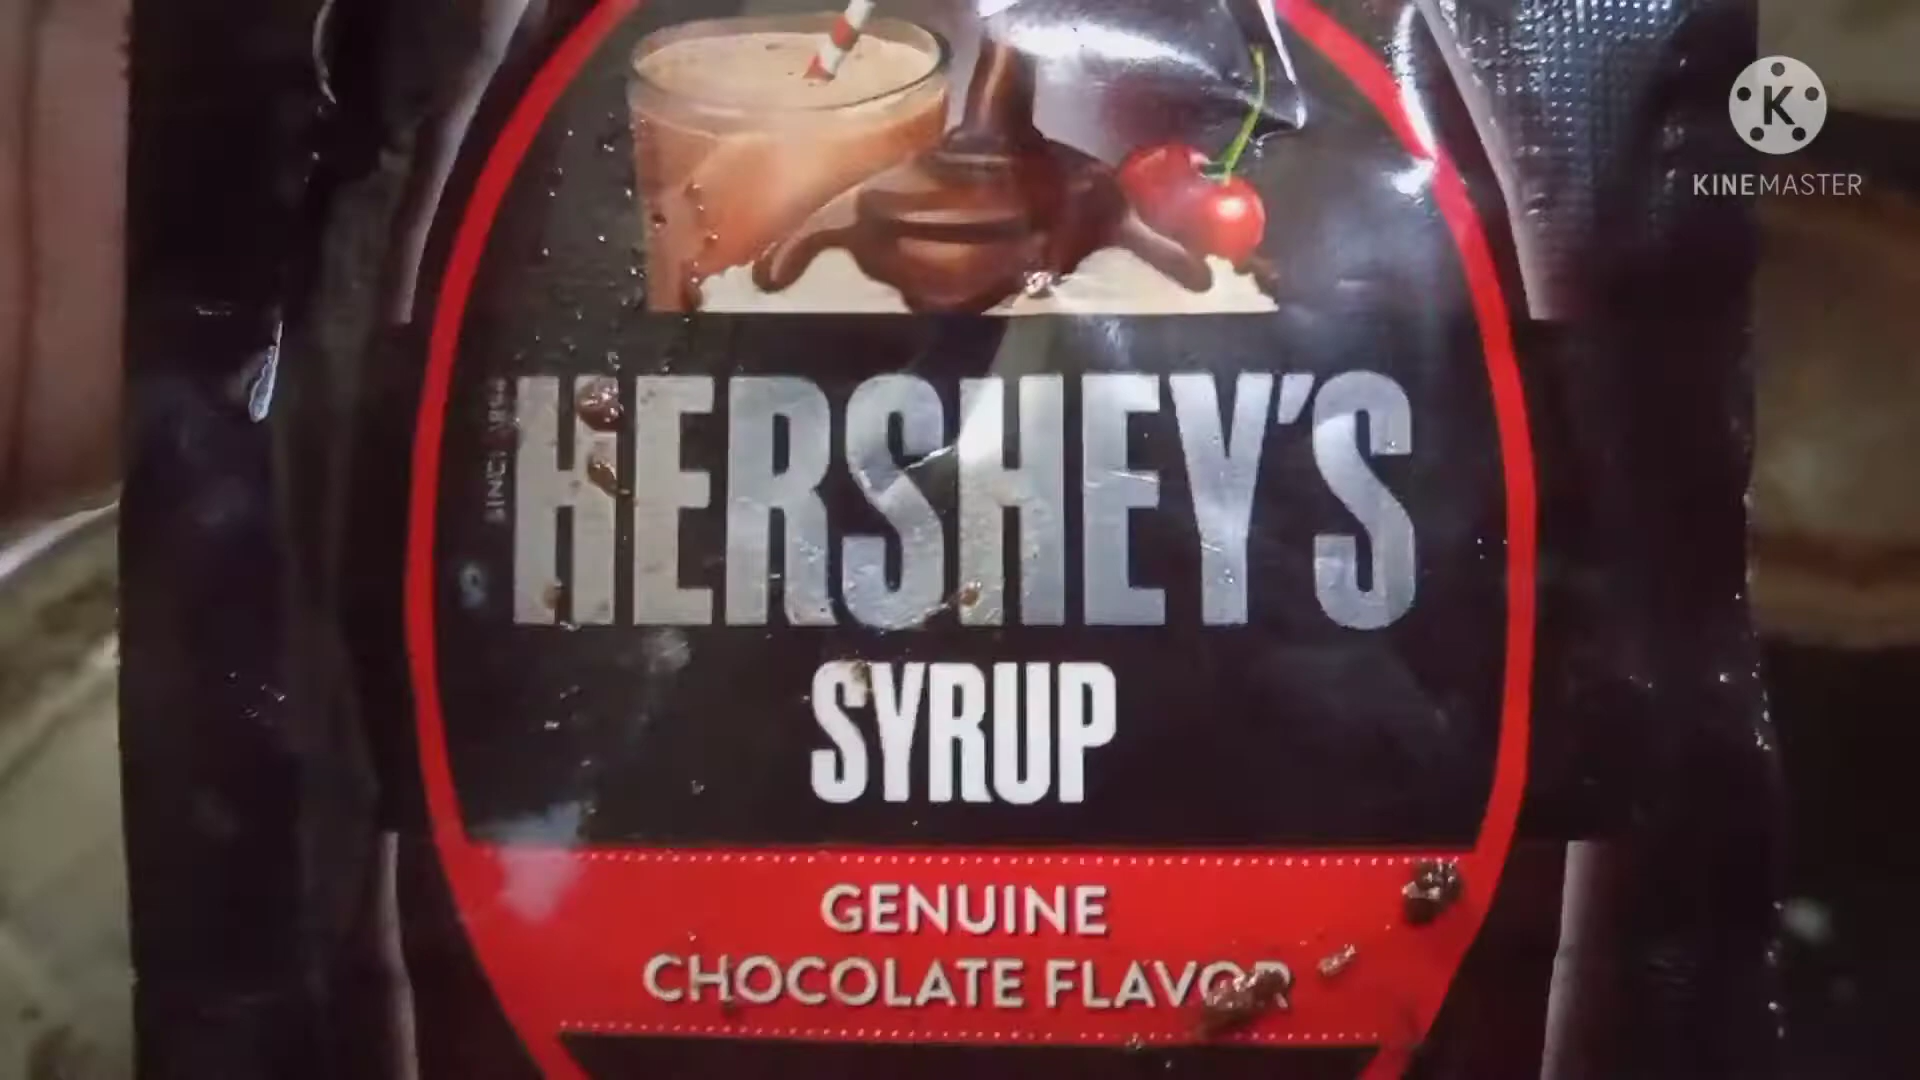 K
KINEMASTER
HERSHEY'S
SYRUP
GENUINE
CHOCOLATE FLAVOR